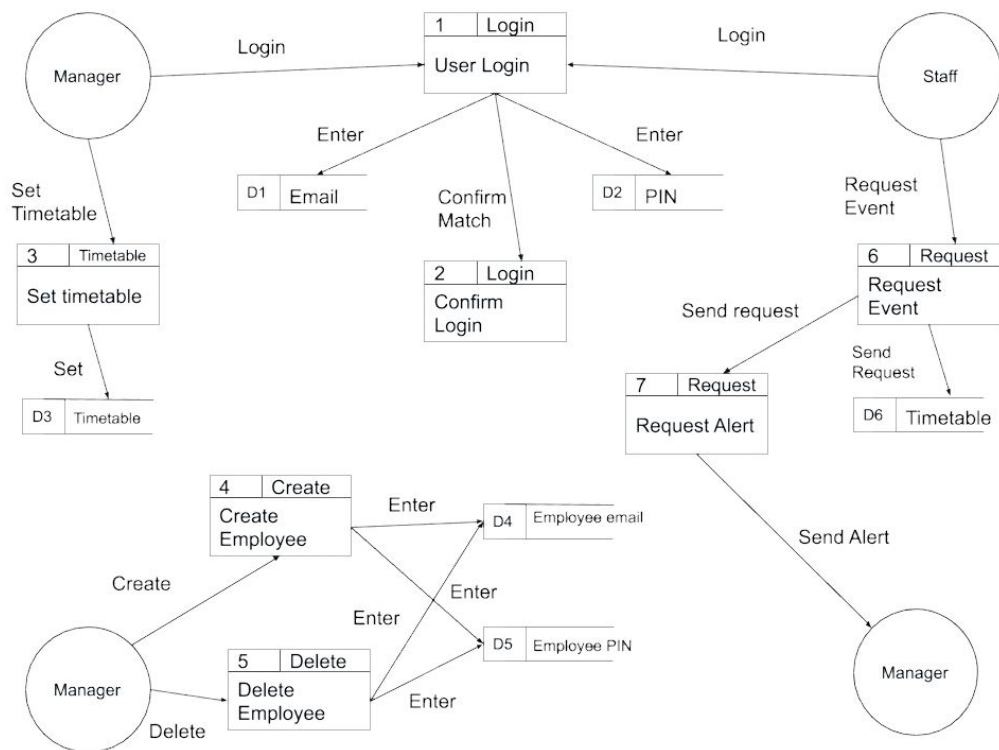 1 Login
Login
Login
Manager
User Login
Staff
Enter
Enter
D1 Email
Confirm
Match
D2 PIN
Set
Timetable
Request
Event
3 Timetable
Set timetable
2 Login
Confirm
Login
6 Request
Request
Event
Send request
Set
Send
Request
7 Request
Request Alert
D3 Timetable
D6 Timetable
4 Create
Create
Employee
Enter
D4 Employee email
Send Alert
Create
Enter
Enter
D5 Employee PIN
5 Delete
Delete
Employee
Manager
Enter
Manager
Delete